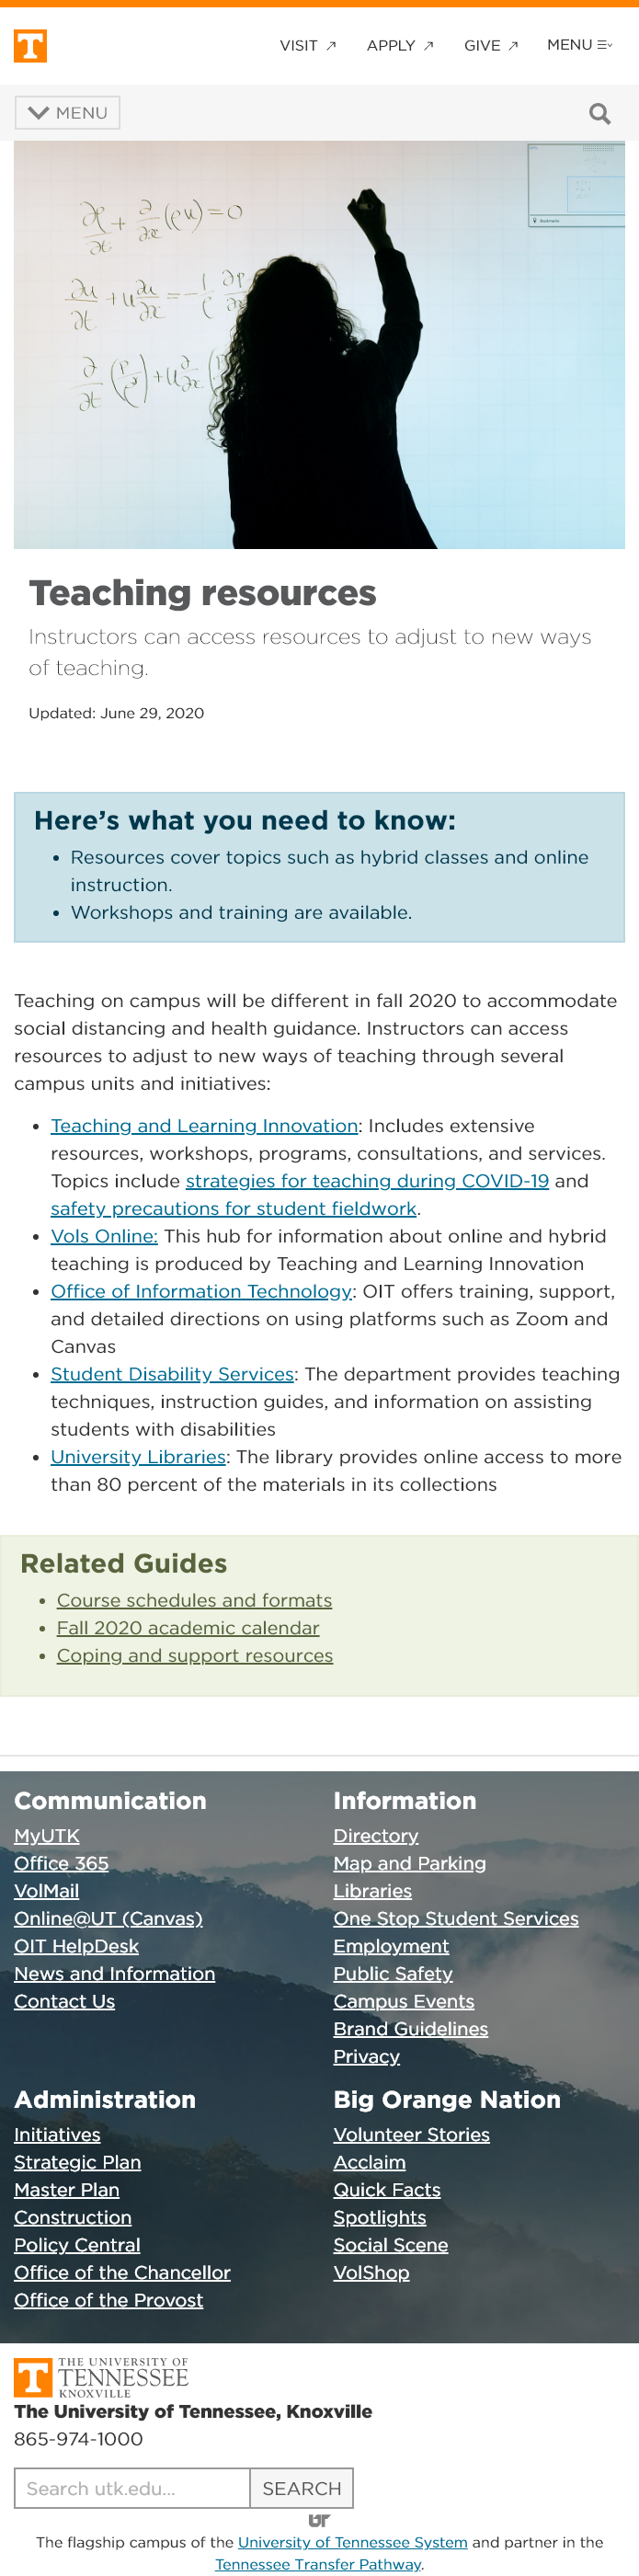 VISIT ↗ APPLY ↗ GIVE ↗ MENU
MENU
Teaching resources
Instructors can access resources to adjust to new ways
of teaching.
Updated: June 29, 2020
Here’s what you need to know:
• Resources cover topics such as hybrid classes and online
instruction.
• Workshops and training are available.
Teaching on campus will be different in fall 2020 to accommodate
social distancing and health guidance. Instructors can access
resources to adjust to new ways of teaching through several
campus units and initiatives:
• Teaching and Learning Innovation: Includes extensive
resources, workshops, programs, consultations, and services.
Topics include strategies for teaching during COVID-19 and
safety precautions for student fieldwork.
• Vols Online: This hub for information about online and hybrid
teaching is produced by Teaching and Learning Innovation
• Office of Information Technology: OIT offers training, support,
and detailed directions on using platforms such as Zoom and
Canvas
• Student Disability Services: The department provides teaching
techniques, instruction guides, and information on assisting
students with disabilities
• University Libraries: The library provides online access to more
than 80 percent of the materials in its collections
Related Guides
• Course schedules and formats
• Fall 2020 academic calendar
• Coping and support resources
Communication
MyUTK
Office 365
VolMail
Online@UT (Canvas)
OIT HelpDesk
News and Information
Contact Us
Information
Directory
Map and Parking
Libraries
One Stop Student Services
Employment
Public Safety
Campus Events
Brand Guidelines
Privacy
Administration
Initiatives
Strategic Plan
Master Plan
Construction
Policy Central
Office of the Chancellor
Office of the Provost
Big Orange Nation
Volunteer Stories
Acclaim
Quick Facts
Spotlights
Social Scene
VolShop
T THE UNIVERSITY OF
TENNESSEE
KNOXVILLE
The University of Tennessee, Knoxville
865-974-1000
Search utk.edu... SEARCH
UT
The flagship campus of the University of Tennessee System and partner in the
Tennessee Transfer Pathway.